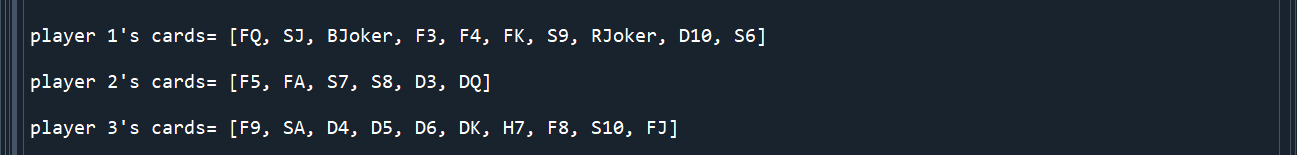 player 1's cards= [FQ, SJ, BJoker, F3, F4, FK, S9, RJoker, D10, S6]
player 2's cards= [F5, FA, S7, S8, D3, DQ]
player 3's cards= [F9, SA, D4, D5, D6, DK, H7, F8, S10, FJ]